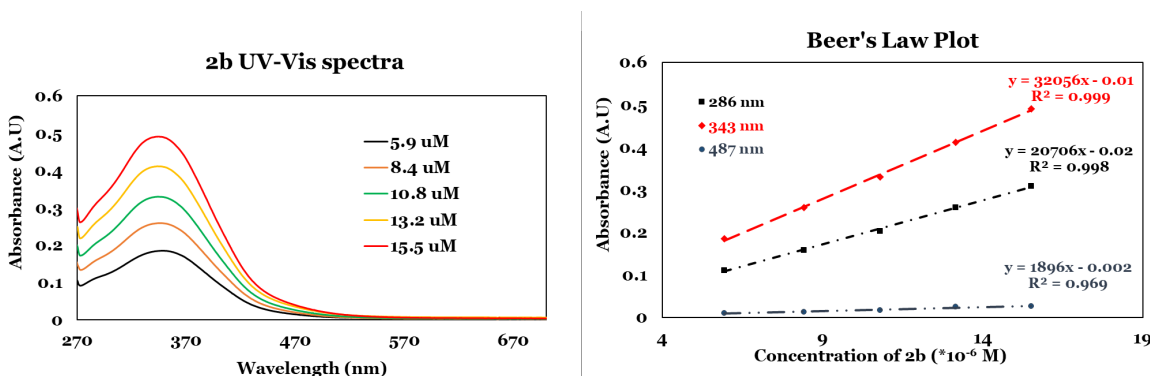 2b UV-Vis spectra
Absorbance (A.U)
0.6
0.5
0.4
0.3
0.2
0.1
0
270
370
470
570
670
Wavelength (nm)
5.9 uM
8.4 uM
10.8 uM
13.2 uM
15.5 uM
Beer's Law Plot
Absorbance (A.U)
0.6
0.5
0.4
0.3
0.2
0.1
0
4
9
14
19
Concentration of 2b (*10⁻⁶ M)
286 nm
343 nm
487 nm
y = 32056x - 0.01
R² = 0.999
y = 20706x - 0.02
R² = 0.998
y = 1896x - 0.002
R² = 0.969